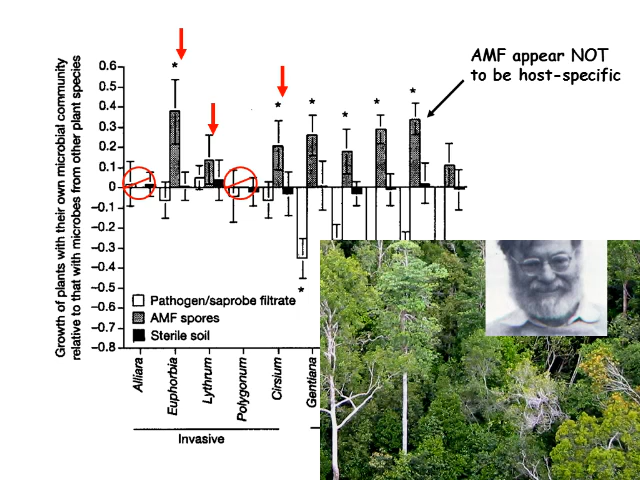 AMF appear NOT
to be host-specific
Growth of plants with their own microbial community
relative to that with microbes from other plant species
0.6
0.5
0.4
0.3
0.2
0.1
0
−0.1
−0.2
−0.3
−0.4
−0.5
−0.6
−0.7
−0.8
*
*
*
*
*
*
*
Pathogen/saprobe filtrate
AMF spores
Sterile soil
Alliara
Euphorbia
Lythrum
Polygonum
Cirsium
Gentiana
Invasive